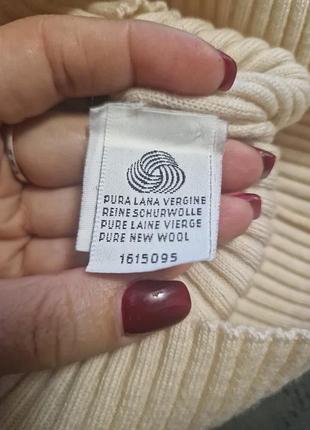 PURA LANA VERGINE
REINE SCHURWOLLE
PURE LAINE VIERGE
PURE NEW WOOL
1615095